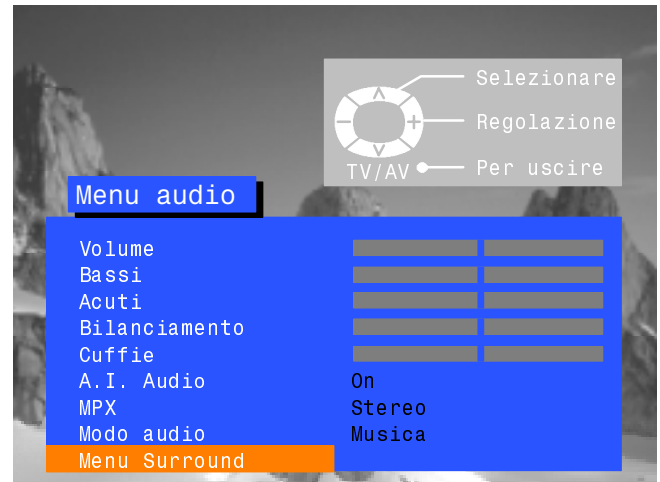 Selezionare
Regolazione
TV/AV Per uscire
Menu audio
Volume
Bassi
Acuti
Bilanciamento
Cuffie
A.I. Audio On
MPX Stereo
Modo audio Musica
Menu Surround